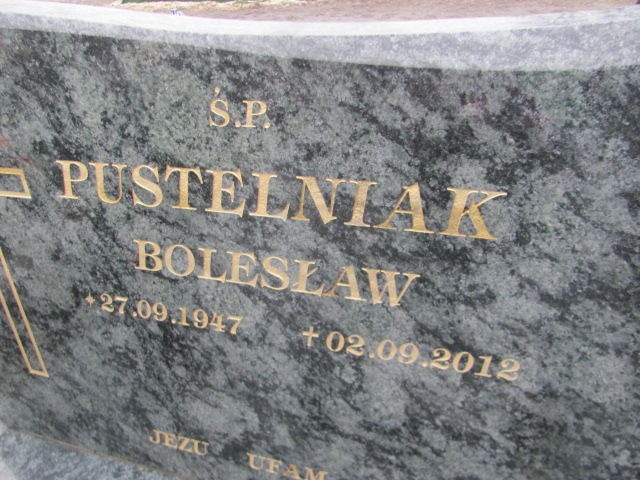 Ś.P.
PUSTELNIAK
BOLESŁAW
* 27.09.1947 + 02.09.2012
JEZU UFAM